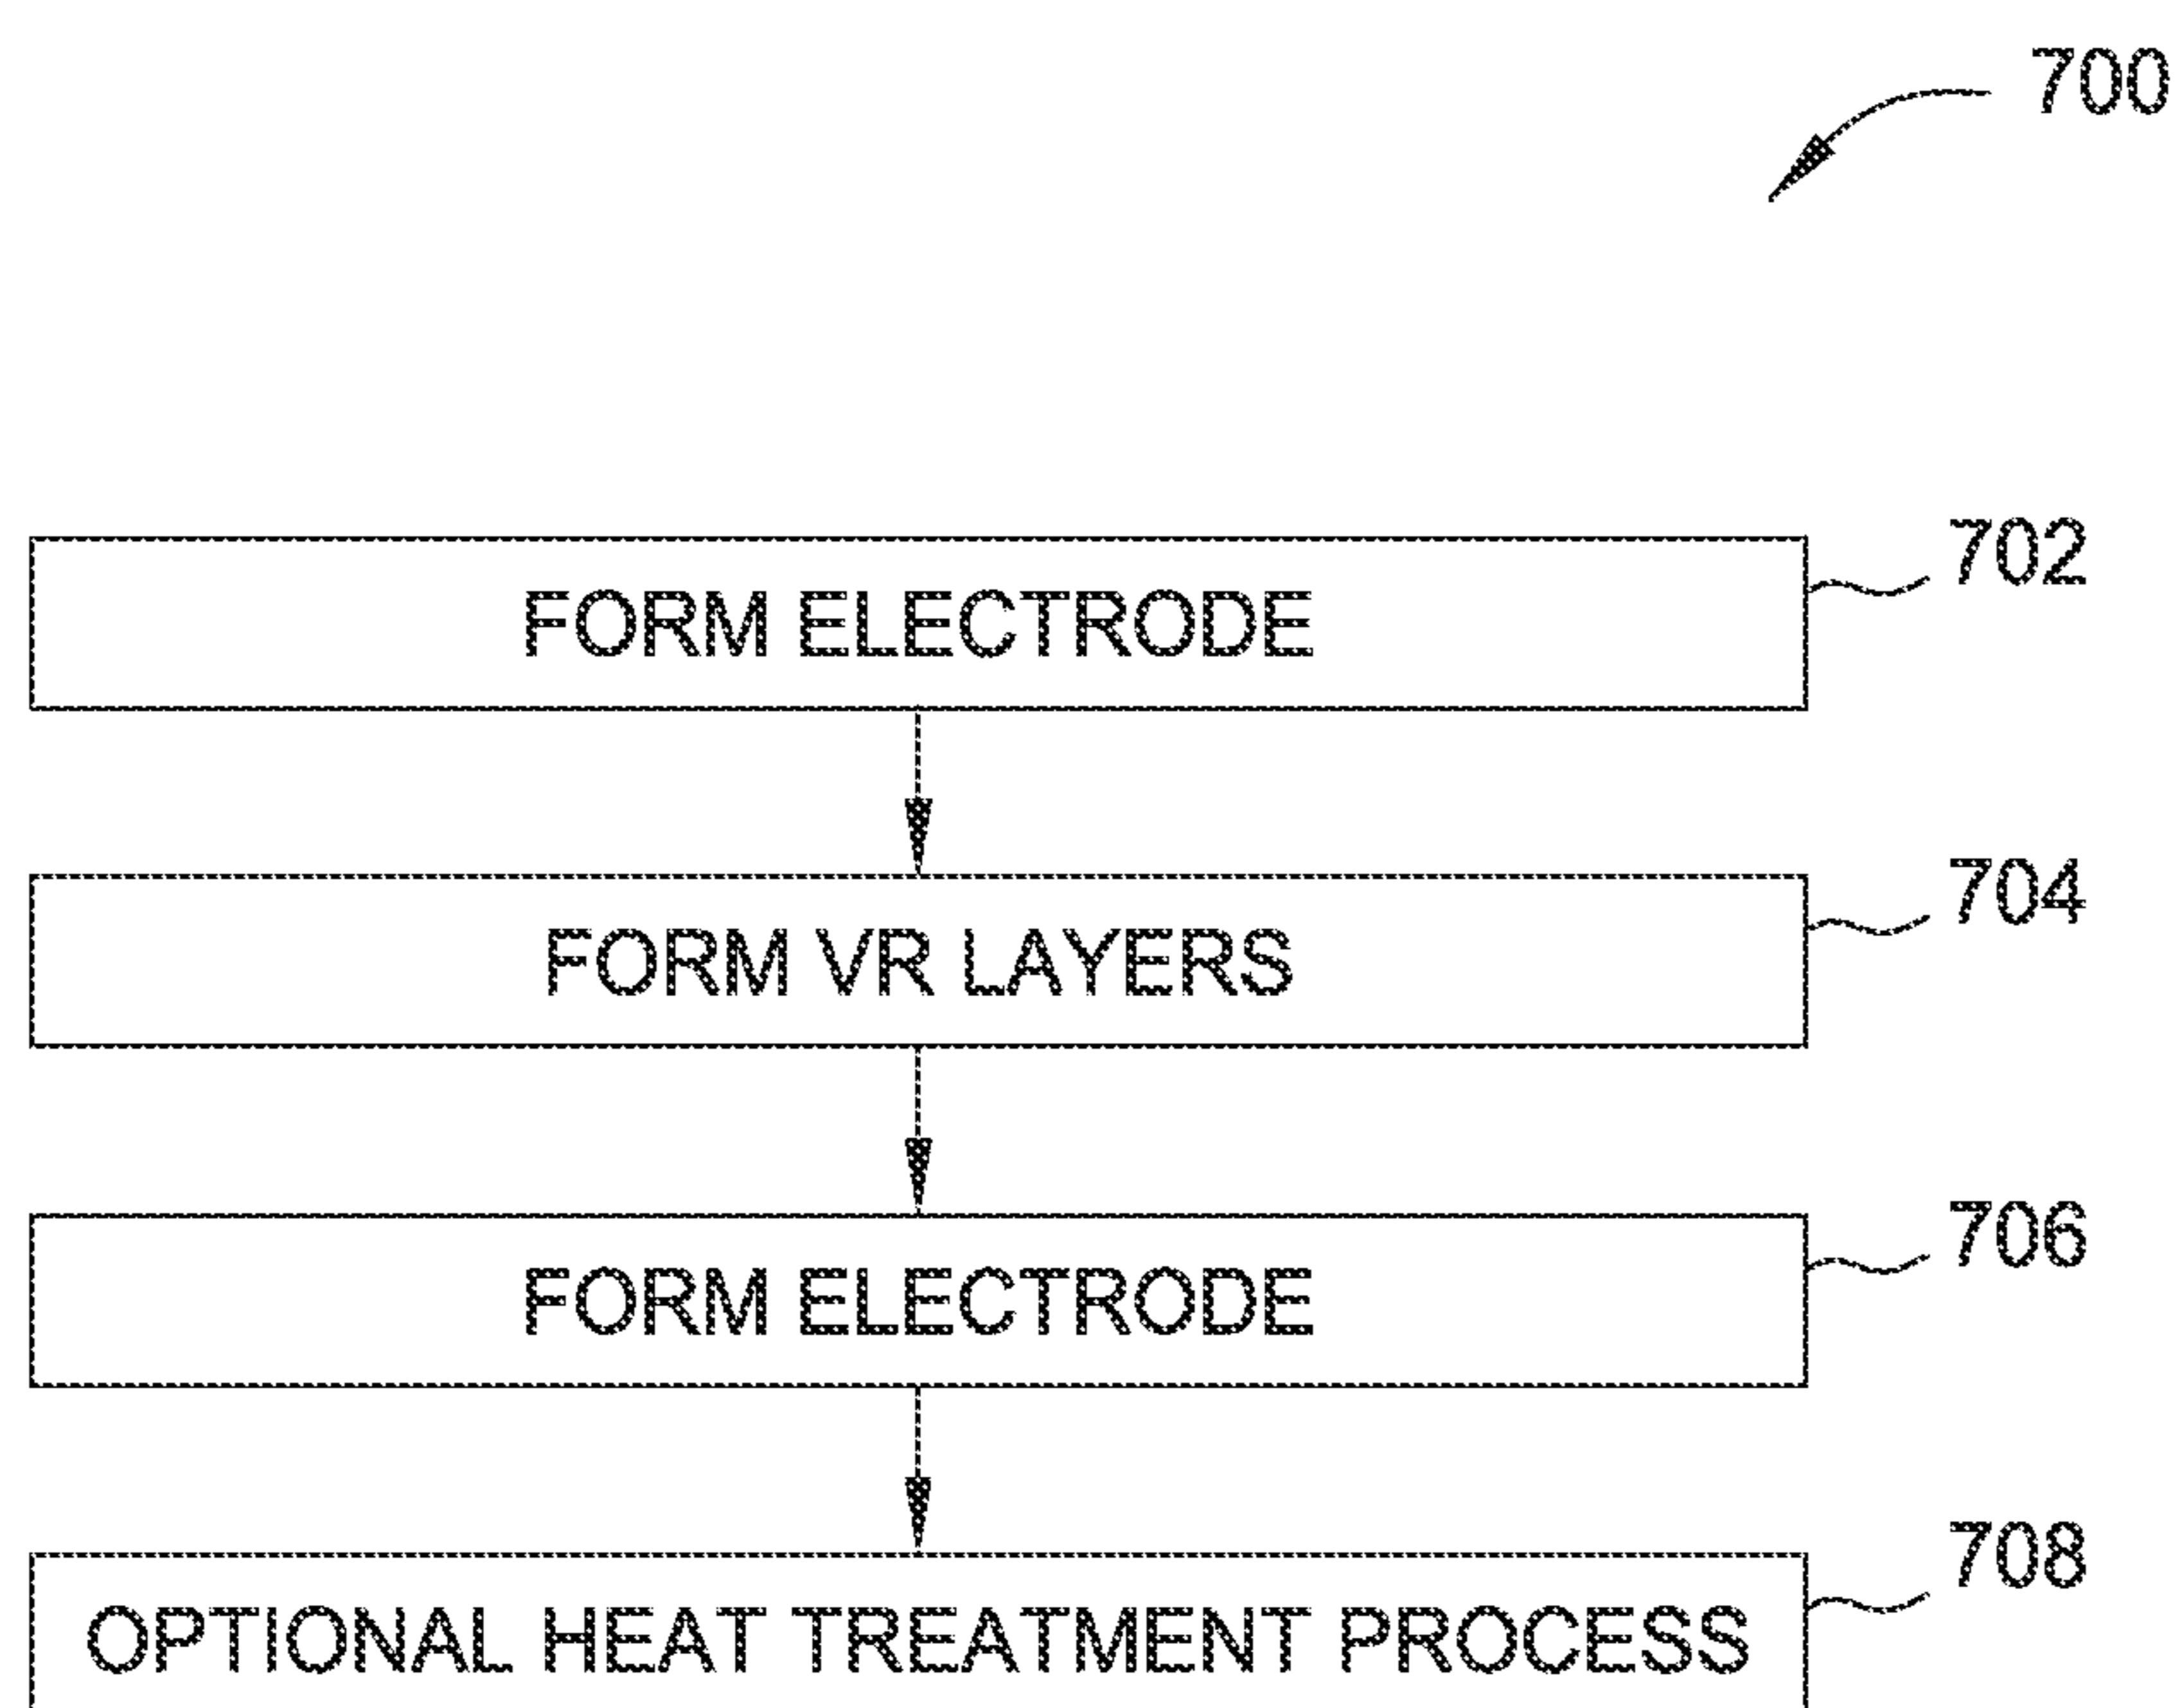 700
702
FORM ELECTRODE
704
FORM VR LAYERS
706
FORM ELECTRODE
708
OPTIONAL HEAT TREATMENT PROCESS